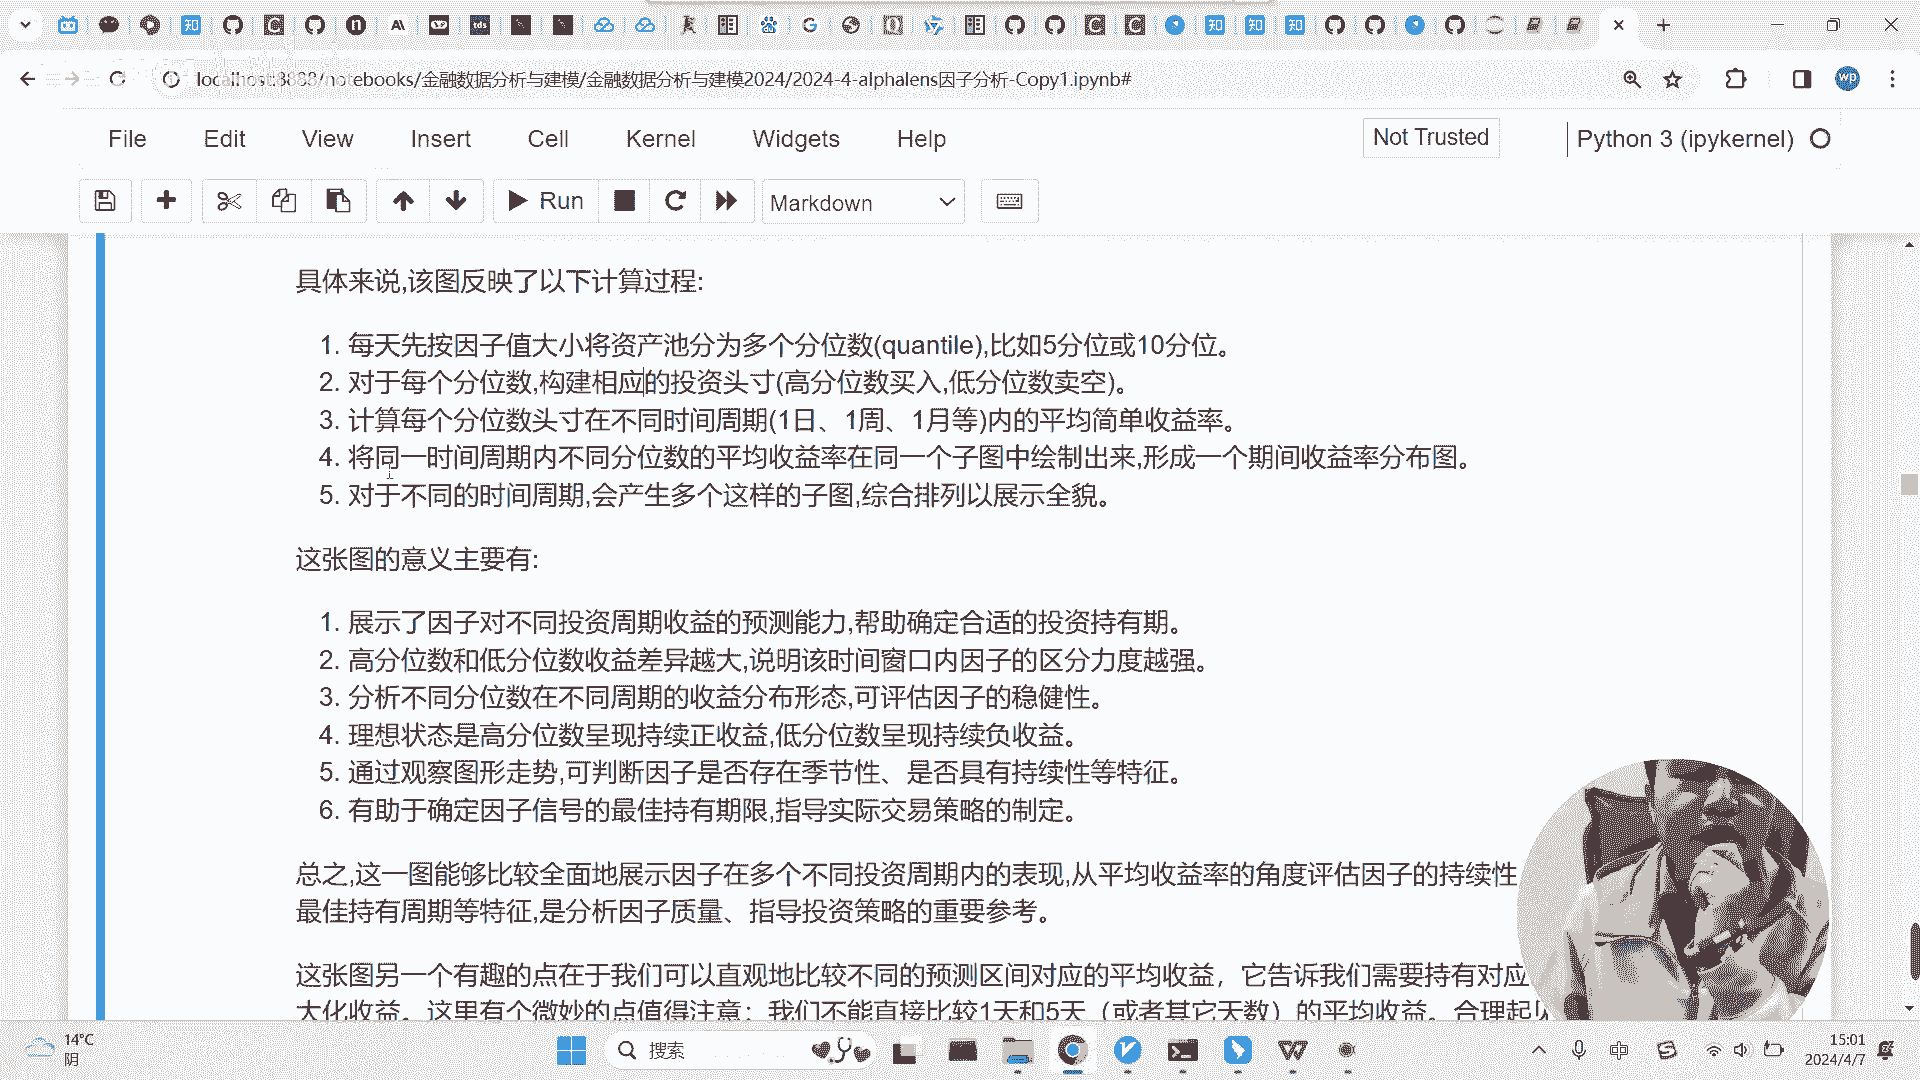 localhost:8888/notebooks/金融数据分析与建模/金融数据分析与建模2024/2024-4-alphalens因子分析-Copy1.ipynb#
File Edit View Insert Cell Kernel Widgets Help
Not Trusted
Python 3 (ipykernel)
Run
Markdown
具体来说,该图反映了以下计算过程:
1. 每天先按因子值大小将资产池分为多个分位数(quantile),比如5分位或10分位。
2. 对于每个分位数,构建相应的投资头寸(高分位数买入,低分位数卖空)。
3. 计算每个分位数头寸在不同时间周期(1日、1周、1月等)内的平均简单收益率。
4. 将同一时间周期内不同分位数的平均收益率在同一个子图中绘制出来,形成一个期间收益率分布图。
5. 对于不同的时间周期,会产生多个这样的子图,综合排列以展示全貌。
这张图的意义主要有:
1. 展示了因子对不同投资周期收益的预测能力,帮助确定合适的投资持有期。
2. 高分位数和低分位数收益差异越大,说明该时间窗口内因子的区分力度越强。
3. 分析不同分位数在不同周期的收益分布形态,可评估因子的稳健性。
4. 理想状态是高分位数呈现持续正收益,低分位数呈现持续负收益。
5. 通过观察图形走势,可判断因子是否存在季节性、是否具有持续性等特征。
6. 有助于确定因子信号的最佳持有期限,指导实际交易策略的制定。
总之,这一图能够比较全面地展示因子在多个不同投资周期内的表现,从平均收益率的角度评估因子的持续性
最佳持有周期等特征,是分析因子质量、指导投资策略的重要参考。
这张图另一个有趣的点在于我们可以直观地比较不同的预测区间对应的平均收益，它告诉我们需要持有对应
大化收益。这里有个微妙的点值得注意：我们不能直接比较1天和5天（或者其它天数）的平均收益。合理起见
14°C
阴
搜索
中
15:01
2024/4/7